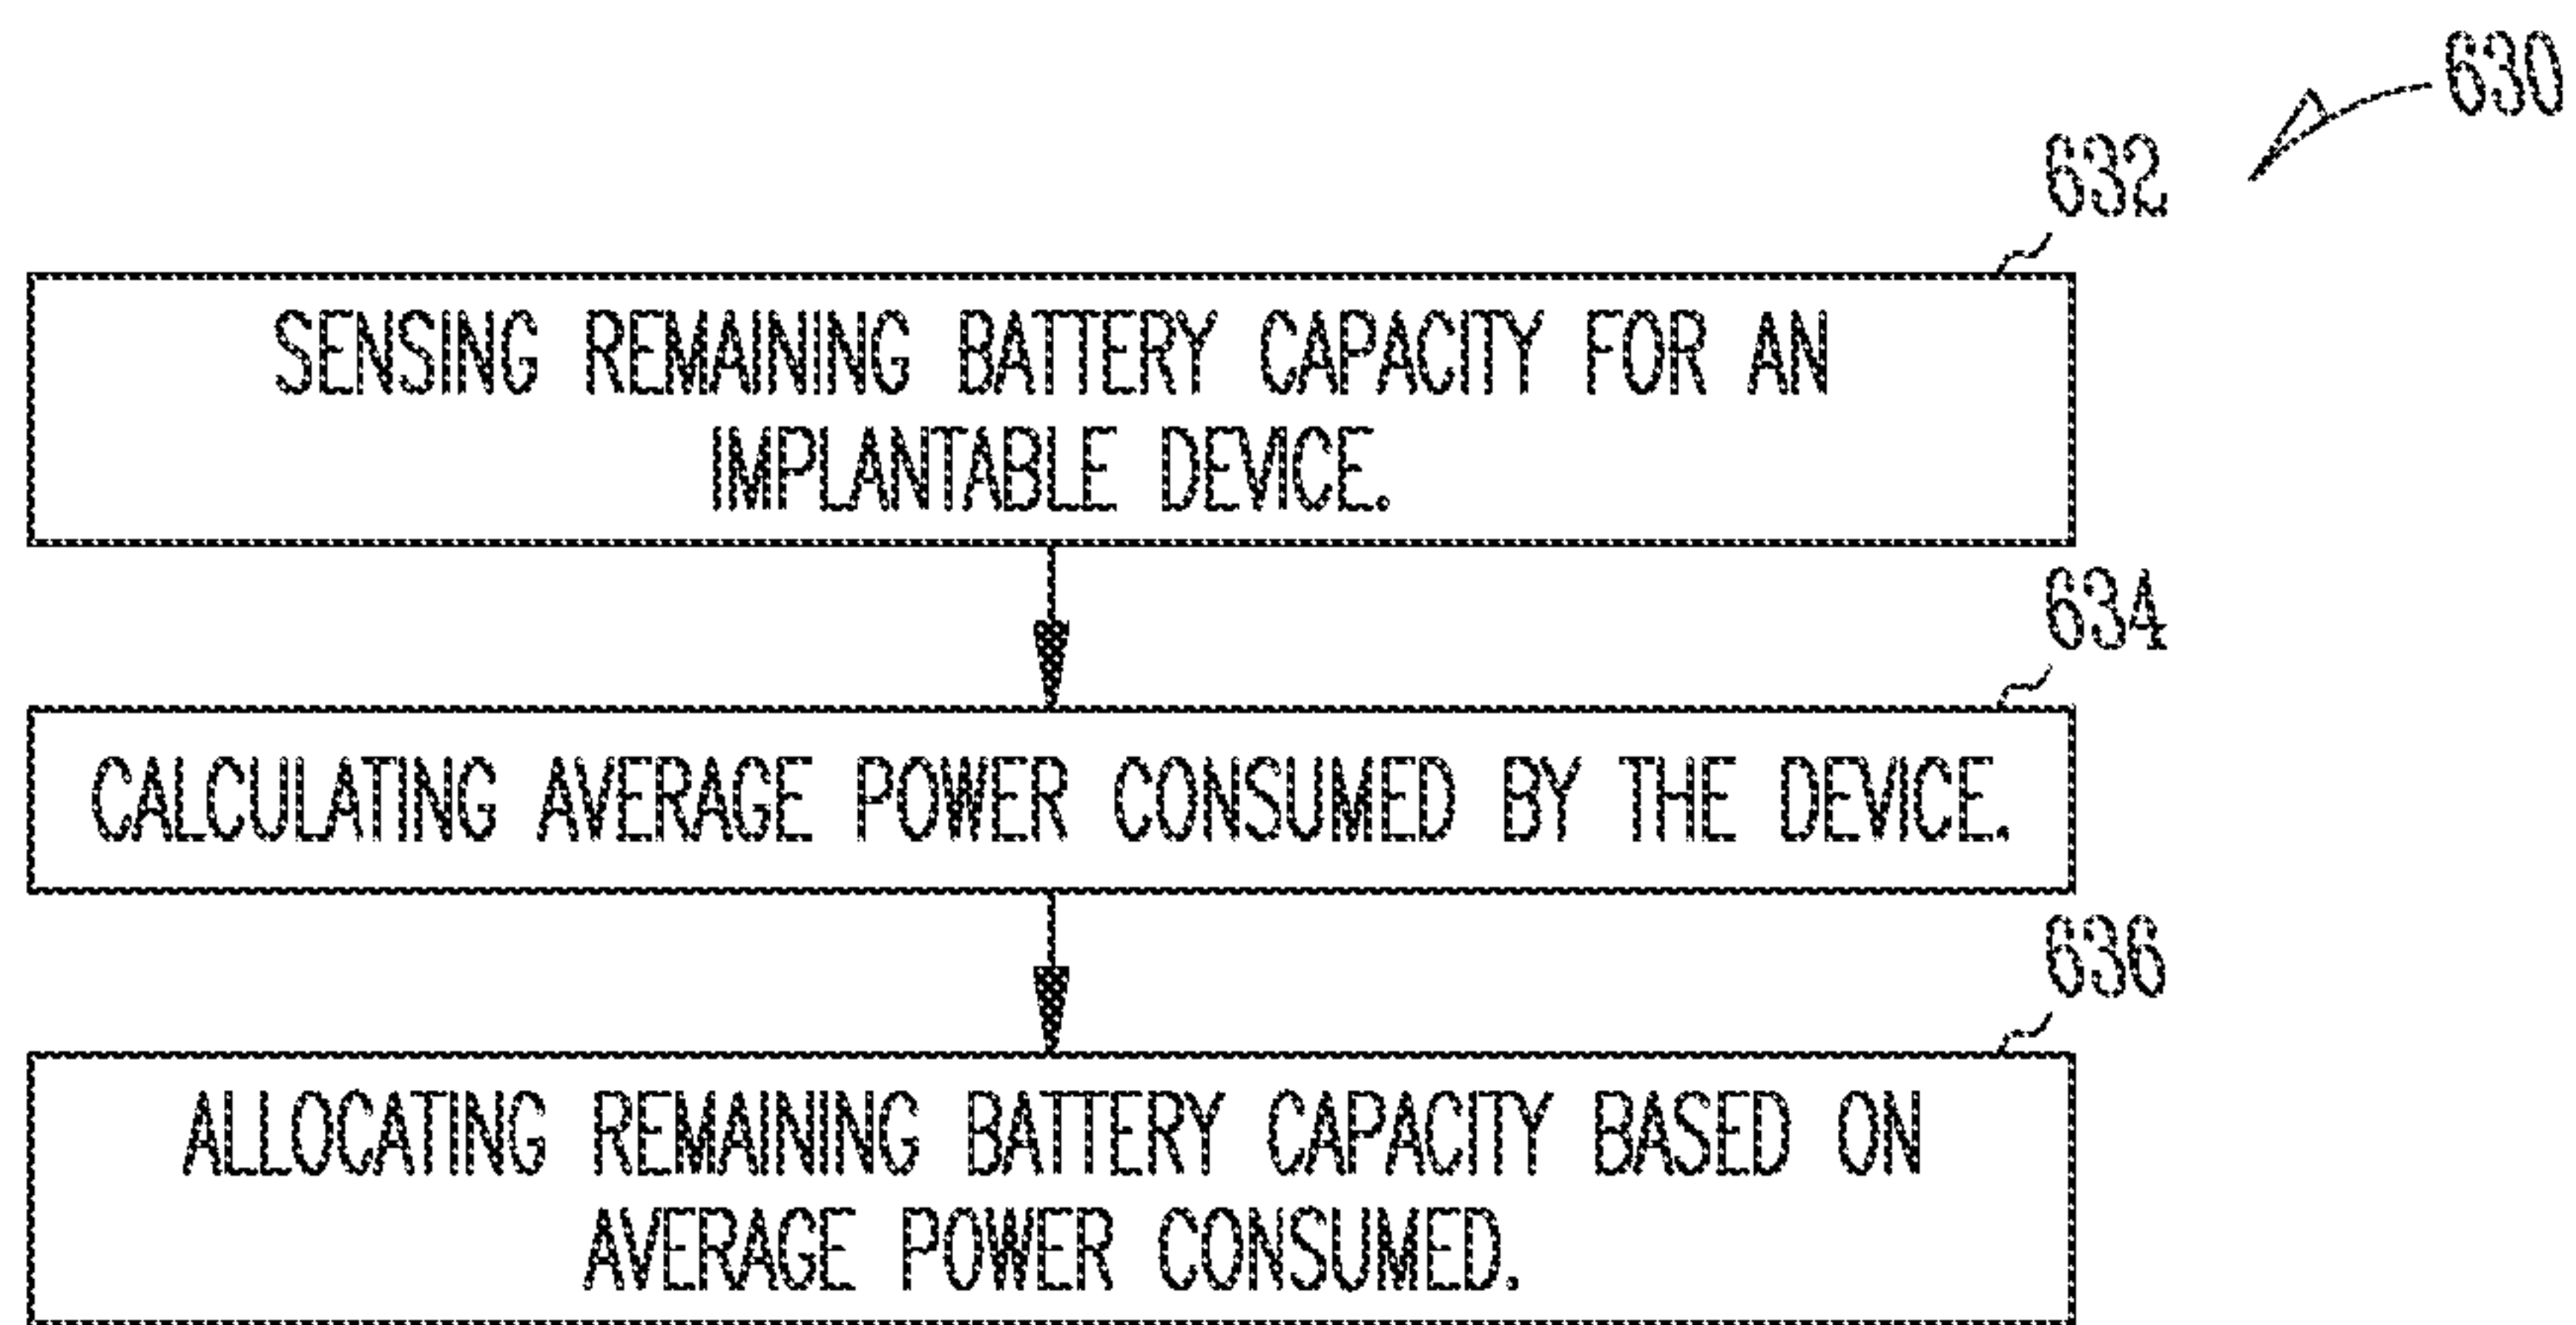 630
632
SENSING REMAINING BATTERY CAPACITY FOR AN
IMPLANTABLE DEVICE.
634
CALCULATING AVERAGE POWER CONSUMED BY THE DEVICE.
636
ALLOCATING REMAINING BATTERY CAPACITY BASED ON
AVERAGE POWER CONSUMED.